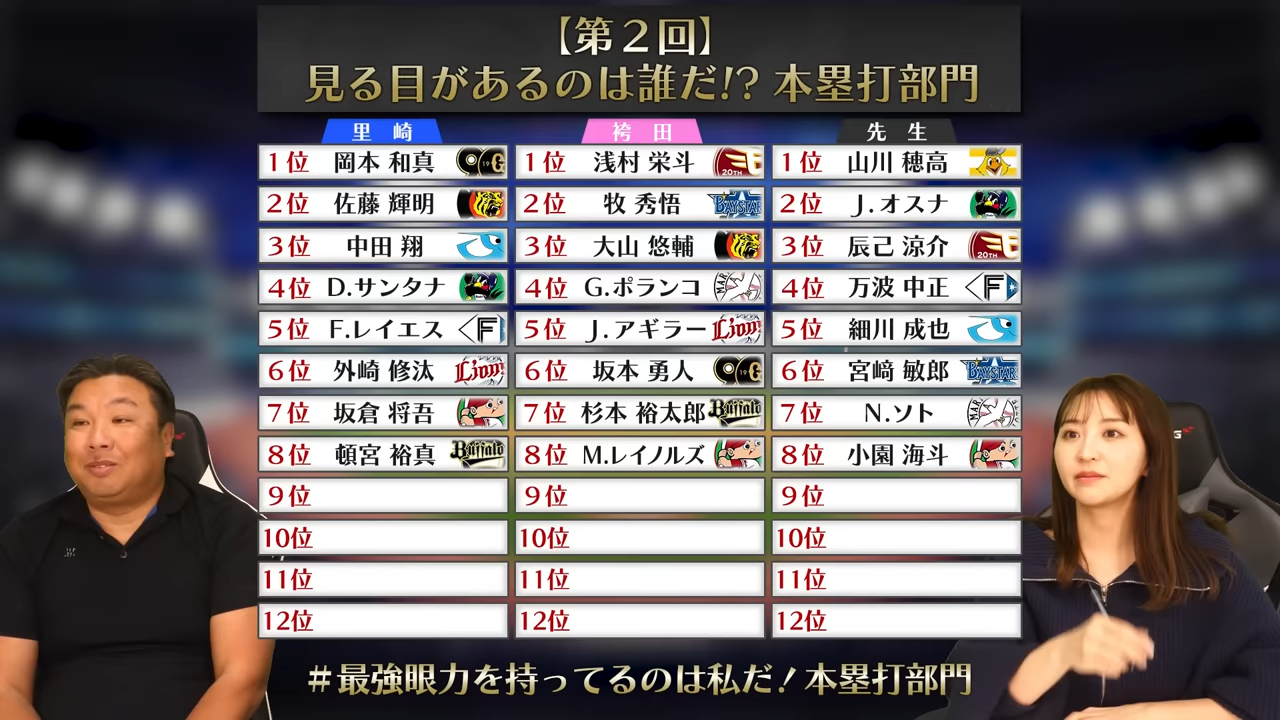 【第2回】
見る目があるのは誰だ!? 本塁打部門
里崎 袴田 先生
1位 岡本 和真 1位 浅村 栄斗 20TH 1位 山川 穂高
2位 佐藤 輝明 2位 牧 秀悟 BAYSTARS 2位 J.オスナ
3位 中田 翔 3位 大山 悠輔 3位 辰己 涼介 20TH
4位 D.サンタナ 4位 G.ポランコ MAR 4位 万波 中正 F
5位 F.レイエス F 5位 J.アギラー Lions 5位 細川 成也
6位 外崎 修汰 Lions 6位 坂本 勇人 6位 宮﨑 敏郎 BAYSTARS
7位 坂倉 将吾 7位 杉本 裕太郎 Buffalo 7位 N.ソト MAR
8位 頓宮 裕真 Buffalo 8位 M.レイノルズ 8位 小園 海斗
9位 9位 9位
10位 10位 10位
11位 11位 11位
12位 12位 12位
#最強眼力を持ってるのは私だ!本塁打部門